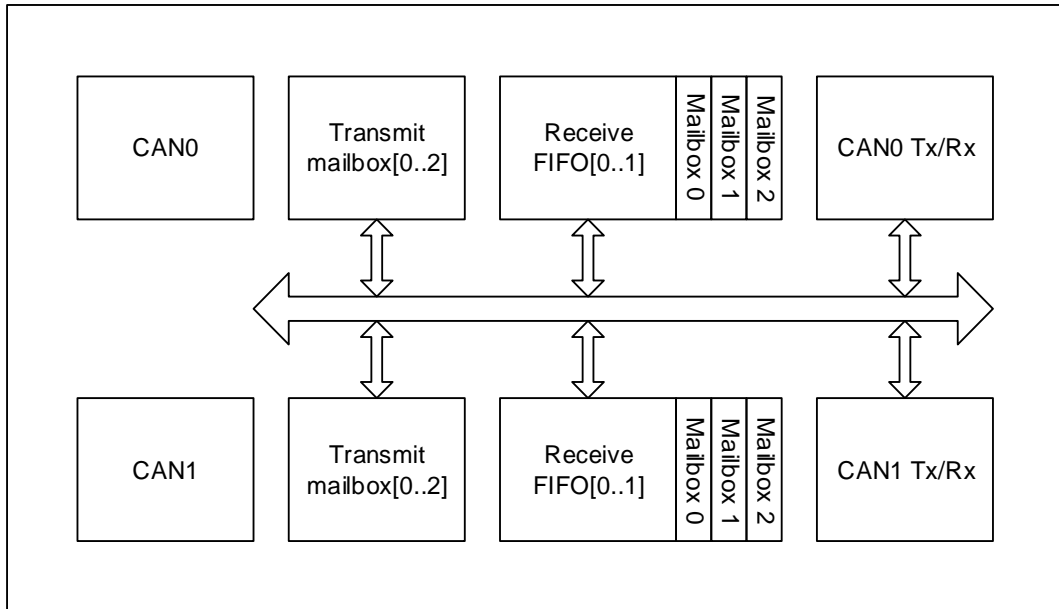 CAN0
Transmit
mailbox[0..2]
Receive
FIFO[0..1]
Mailbox 0
Mailbox 1
Mailbox 2
CAN0 Tx/Rx
CAN1
Transmit
mailbox[0..2]
Receive
FIFO[0..1]
Mailbox 0
Mailbox 1
Mailbox 2
CAN1 Tx/Rx